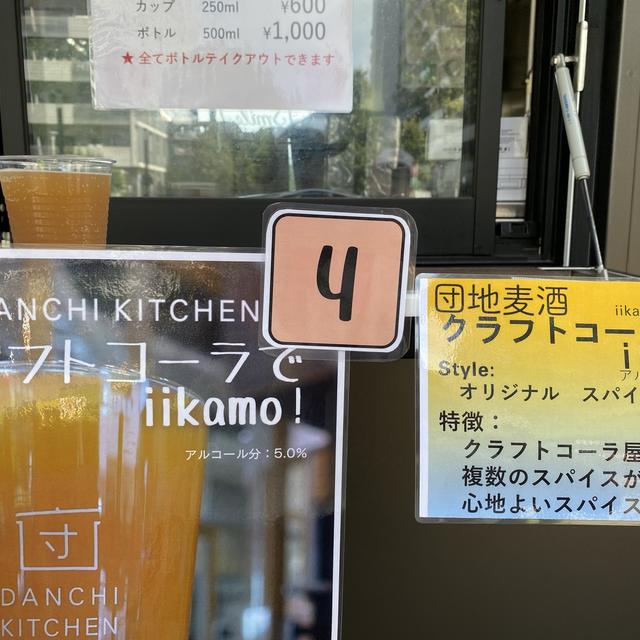 カップ 250ml ¥600
ボトル 500ml ¥1,000
★全てボトルテイクアウトできます
4
ANCHI KITCHEN
フトコーラで
iikamo!
アルコール分：5.0%
団
DANCHI
KITCHEN
団地麦酒
iika
クラフトコー
i
アル
Style:
オリジナル スパイ
特徴：
クラフトコーラ屋
複数のスパイスが
心地よいスパイス